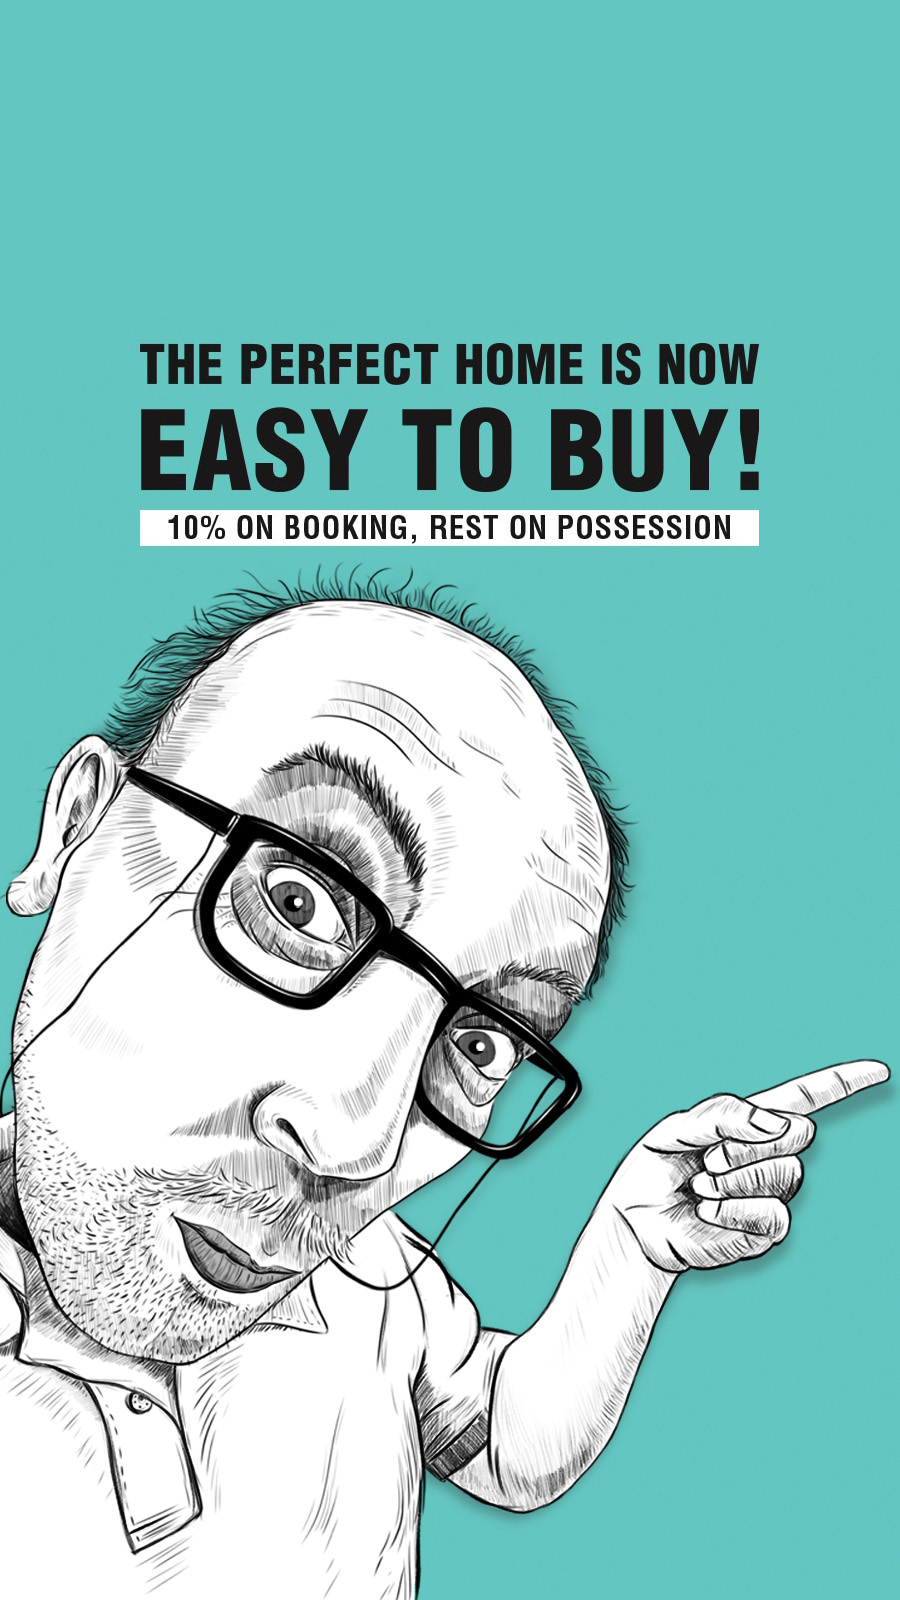 THE PERFECT HOME IS NOW
EASY TO BUY!
10% ON BOOKING, REST ON POSSESSION